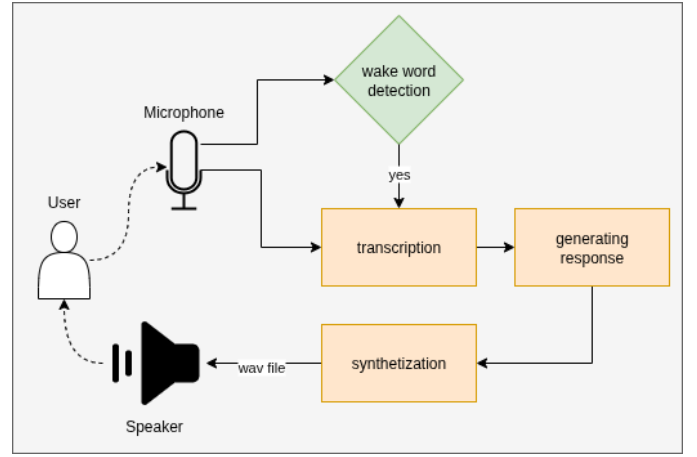 wake word
detection
Microphone
yes
User
transcription
generating
response
synthetization
wav file
Speaker